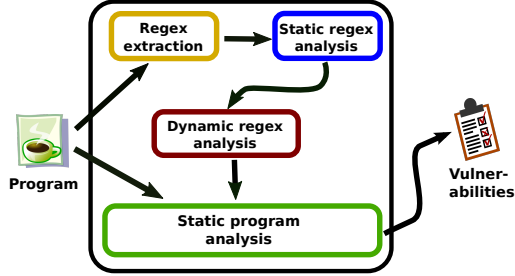 Regex
extraction
Static regex
analysis
Dynamic regex
analysis
Program
Vulner-
abilities
Static program
analysis